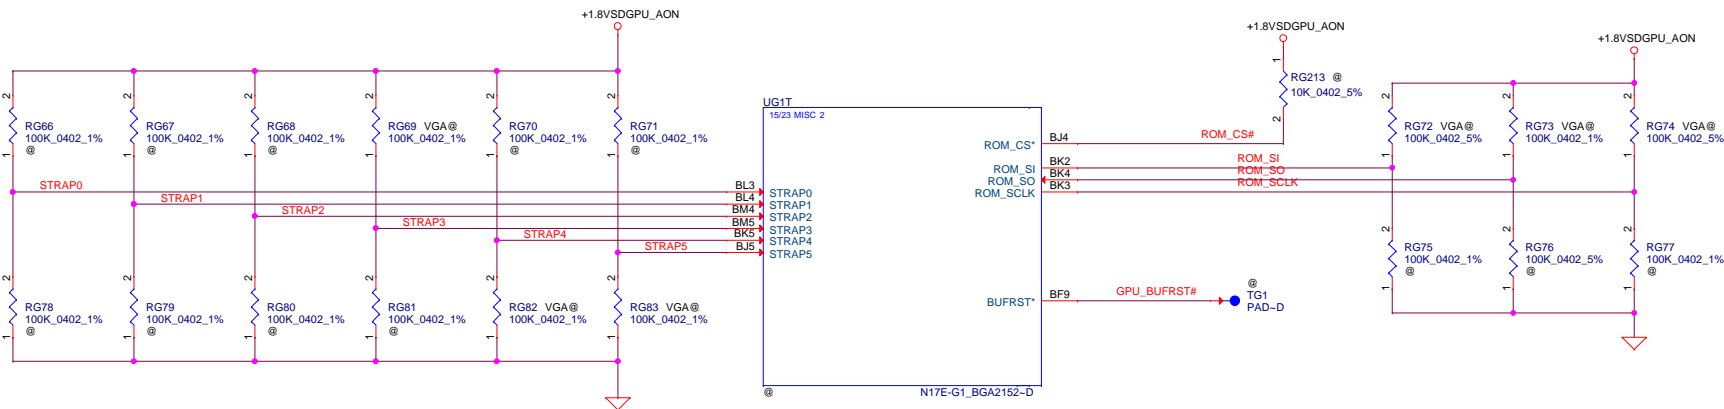 +1.8VSDGPU_AON
+1.8VSDGPU_AON
+1.8VSDGPU_AON
2 2 2 2 2 2
RG66
100K_0402_1%
@
1
RG67
100K_0402_1%
@
1
RG68
100K_0402_1%
@
1
RG69 VGA@
100K_0402_1%
1
RG70
100K_0402_1%
@
1
RG71
100K_0402_1%
@
1
STRAP0
STRAP1
STRAP2
STRAP3
STRAP4
STRAP5
2 2 2 2 2 2
RG78
100K_0402_1%
@
1
RG79
100K_0402_1%
@
1
RG80
100K_0402_1%
@
1
RG81
100K_0402_1%
@
1
RG82 VGA@
100K_0402_1%
1
RG83 VGA@
100K_0402_1%
1
UG1T
15/23 MISC 2
BL3 STRAP0
BL4 STRAP1
BM4 STRAP2
BM5 STRAP3
BK5 STRAP4
BJ5 STRAP5
ROM_CS* BJ4 ROM_CS#
ROM_SI BK2 ROM_SI
ROM_SO BK4 ROM_SO
ROM_SCLK BK3 ROM_SCLK
BUFRST* BF9 GPU_BUFRST#
@
N17E-G1_BGA2152~D
1
RG213 @
10K_0402_5%
2
@
TG1
PAD~D
2 2 2
RG72 VGA@
100K_0402_5%
1
RG73 VGA@
100K_0402_1%
1
RG74 VGA@
100K_0402_5%
1
2 2 2
RG75
100K_0402_1%
@
1
RG76
100K_0402_5%
@
1
RG77
100K_0402_1%
@
1